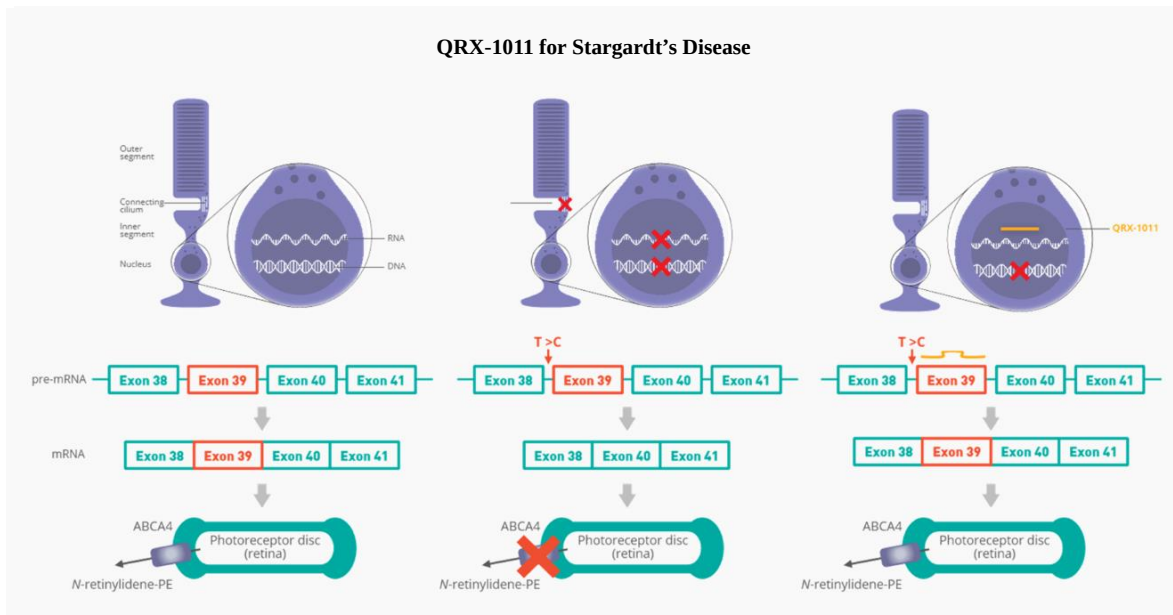 QRX-1011 for Stargardt’s Disease
Outer
segment
Connecting
cilium
Inner
segment
Nucleus
RNA
DNA
QRX-1011
T >C
T >C
pre-mRNA
Exon 38 Exon 39 Exon 40 Exon 41
Exon 38 Exon 39 Exon 40 Exon 41
Exon 38 Exon 39 Exon 40 Exon 41
mRNA
Exon 38 Exon 39 Exon 40 Exon 41
Exon 38 Exon 40 Exon 41
Exon 38 Exon 39 Exon 40 Exon 41
ABCA4
Photoreceptor disc
(retina)
N-retinylidene-PE
ABCA4
Photoreceptor disc
(retina)
N-retinylidene-PE
ABCA4
Photoreceptor disc
(retina)
N-retinylidene-PE